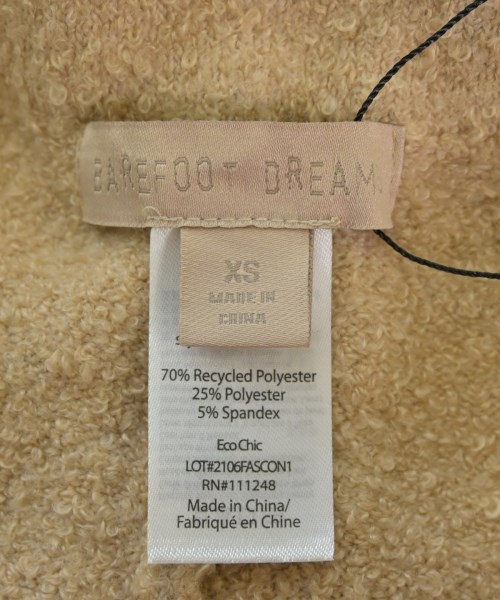 BAREFOOT DREAM
XS
MADE IN
CHINA
70% Recycled Polyester
25% Polyester
5% Spandex
Eco Chic
LOT#2106FASCON1
RN#111248
Made in China/
Fabriqué en Chine